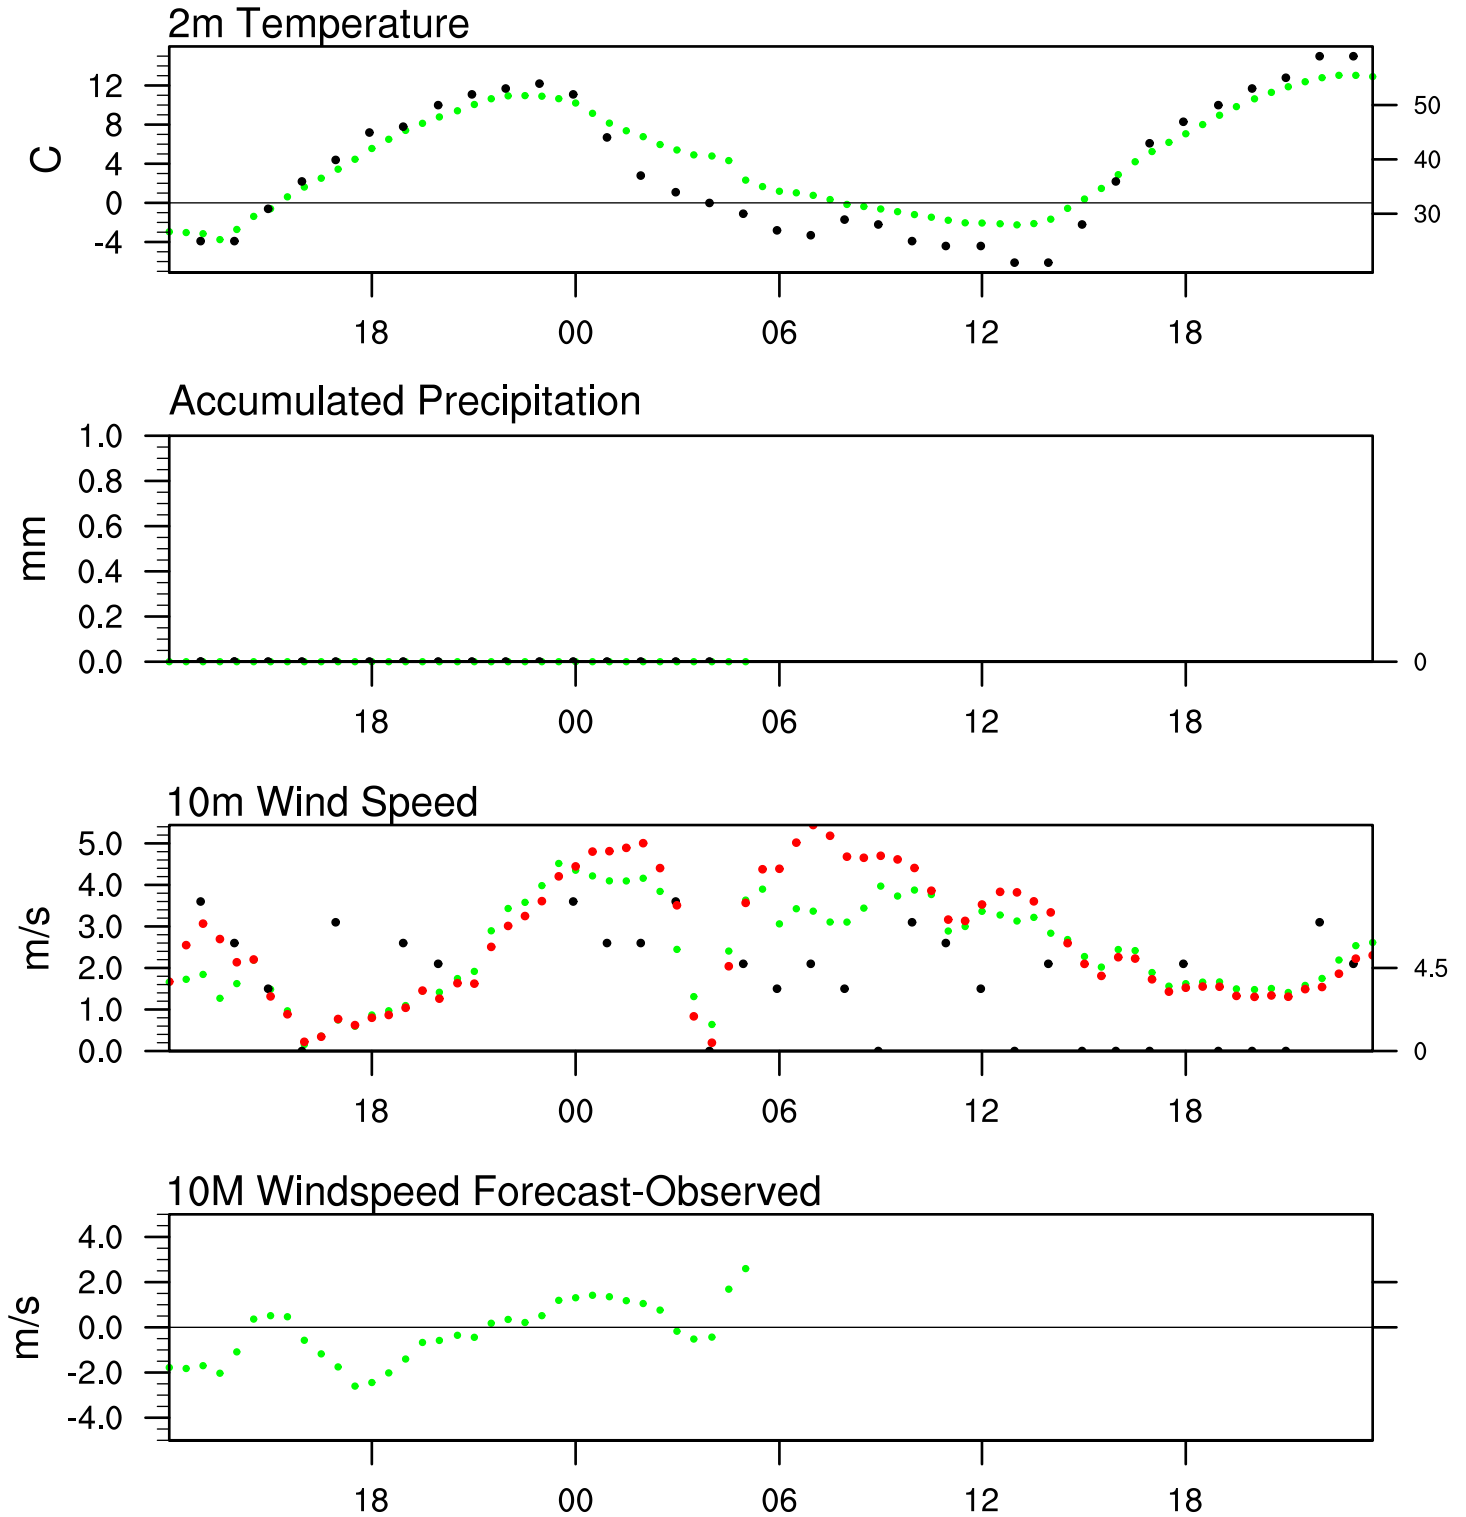 2m Temperature
12
8
4
0
-4
C
50
40
30
18 00 06 12 18
Accumulated Precipitation
1.0
0.8
0.6
0.4
0.2
0.0
mm
0
18 00 06 12 18
10m Wind Speed
5.0
4.0
3.0
2.0
1.0
0.0
m/s
4.5
0
18 00 06 12 18
10M Windspeed Forecast-Observed
4.0
2.0
0.0
-2.0
-4.0
m/s
18 00 06 12 18